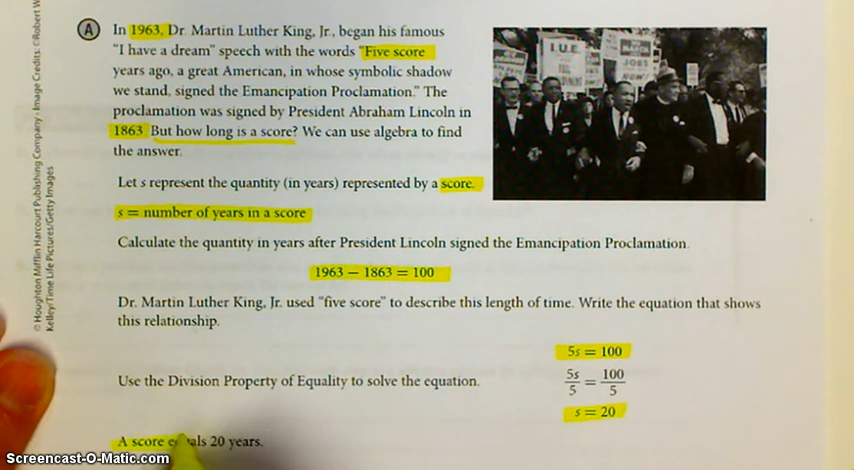 A In 1963, Dr. Martin Luther King, Jr., began his famous
"I have a dream" speech with the words "Five score
years ago, a great American, in whose symbolic shadow
we stand, signed the Emancipation Proclamation." The
proclamation was signed by President Abraham Lincoln in
1863. But how long is a score? We can use algebra to find
the answer.
I.U.E.
FOR
MARCH
JOBS
NOW!
© Houghton Mifflin Harcourt Publishing Company • Image Credits: ©Robert W.
Kelley/Time Life Pictures/Getty Images
Let s represent the quantity (in years) represented by a score.
s = number of years in a score
Calculate the quantity in years after President Lincoln signed the Emancipation Proclamation.
1963 − 1863 = 100
Dr. Martin Luther King, Jr. used "five score" to describe this length of time. Write the equation that shows
this relationship.
5s = 100
Use the Division Property of Equality to solve the equation.
5s/5 = 100/5
s = 20
A score equals 20 years.
Screencast-O-Matic.com